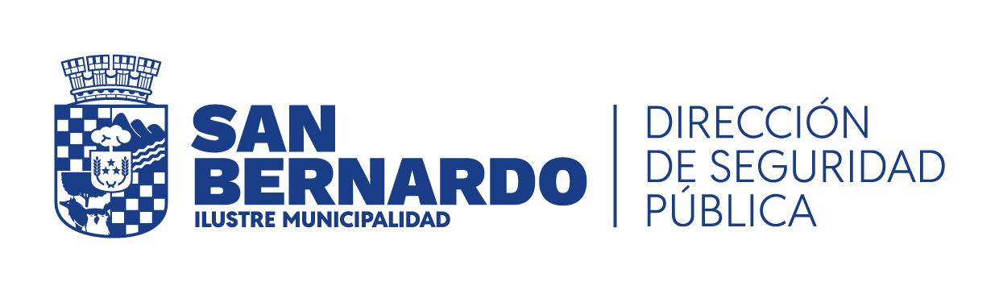 SAN
BERNARDO
ILUSTRE MUNICIPALIDAD
DIRECCIÓN
DE SEGURIDAD
PÚBLICA